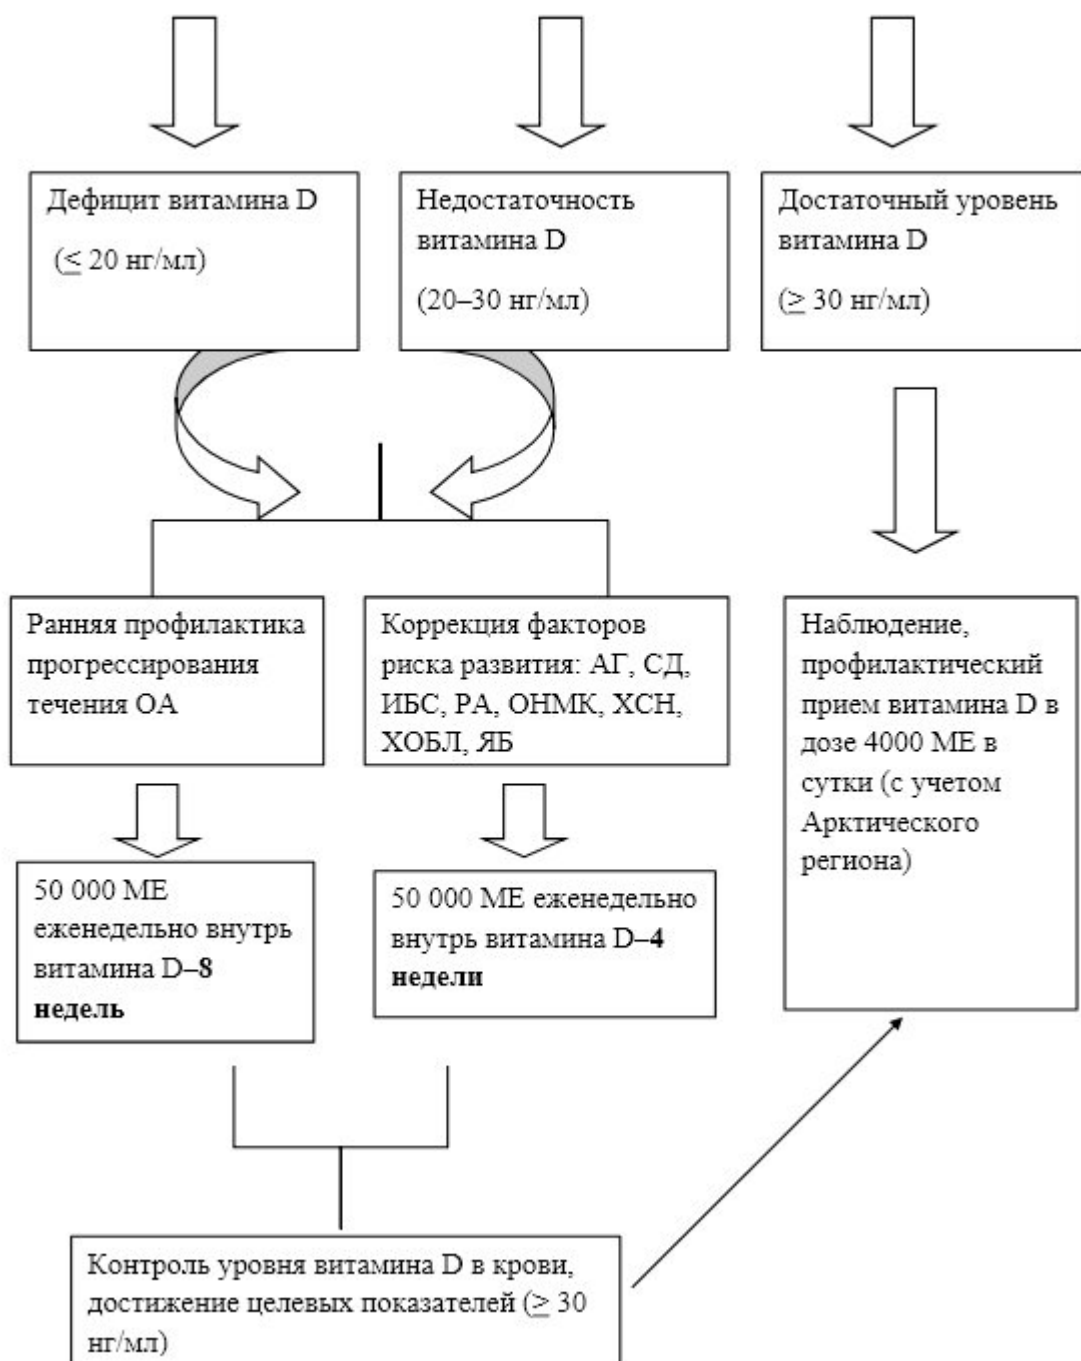 Дефицит витамина D
(≤ 20 нг/мл)
Недостаточность
витамина D
(20–30 нг/мл)
Достаточный уровень
витамина D
(≥ 30 нг/мл)
Ранняя профилактика
прогрессирования
течения ОА
Коррекция факторов
риска развития: АГ, СД,
ИБС, РА, ОНМК, ХСН,
ХОБЛ, ЯБ
Наблюдение,
профилактический
прием витамина D в
дозе 4000 МЕ в
сутки (с учетом
Арктического
региона)
50 000 МЕ
еженедельно внутрь
витамина D–8
недель
50 000 МЕ еженедельно
внутрь витамина D–4
недели
Контроль уровня витамина D в крови,
достижение целевых показателей (≥ 30
нг/мл)